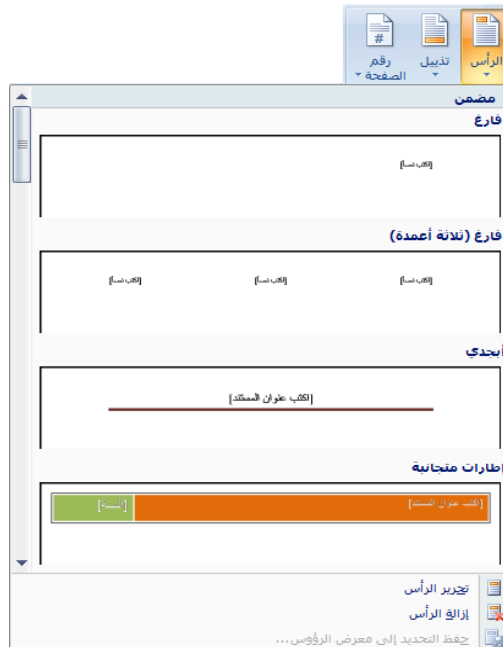 الرأس تذييل رقم الصفحة
#
مضمن
فارغ
[اكتب نصاً]
فارغ (ثلاثة أعمدة)
[اكتب نصاً] [اكتب نصاً] [اكتب نصاً]
أبجدي
[اكتب عنوان المستند]
إطارات متجانبة
[اكتب عنوان المستند] [السنة]
تحرير الرأس
إزالة الرأس
حفظ التحديد إلى معرض الرؤوس...